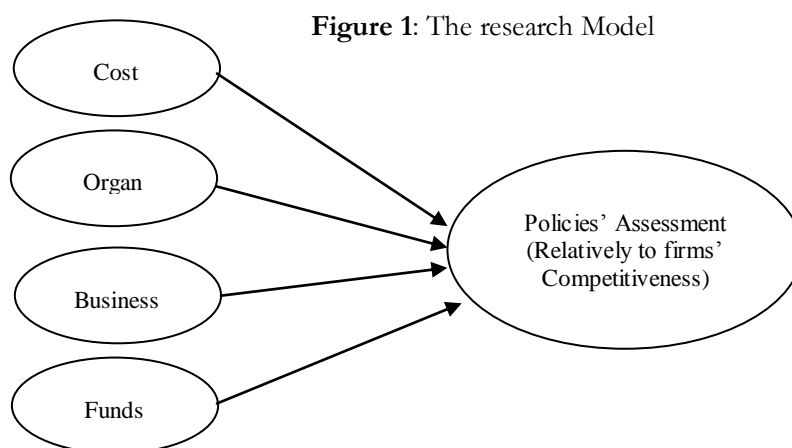 Figure 1: The research Model
Cost
Organ
Business
Funds
Policies’ Assessment
(Relatively to firms’
Competitiveness)